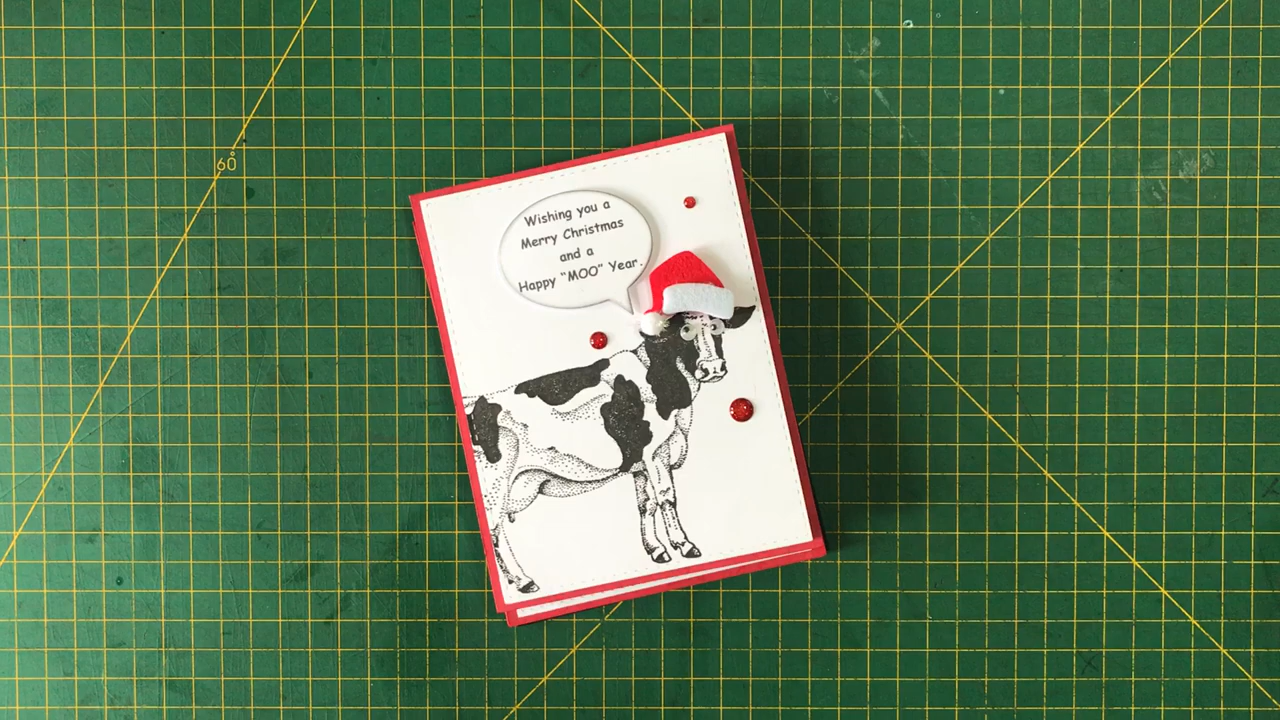 60°
Wishing you a
Merry Christmas
and a
Happy “MOO” Year.